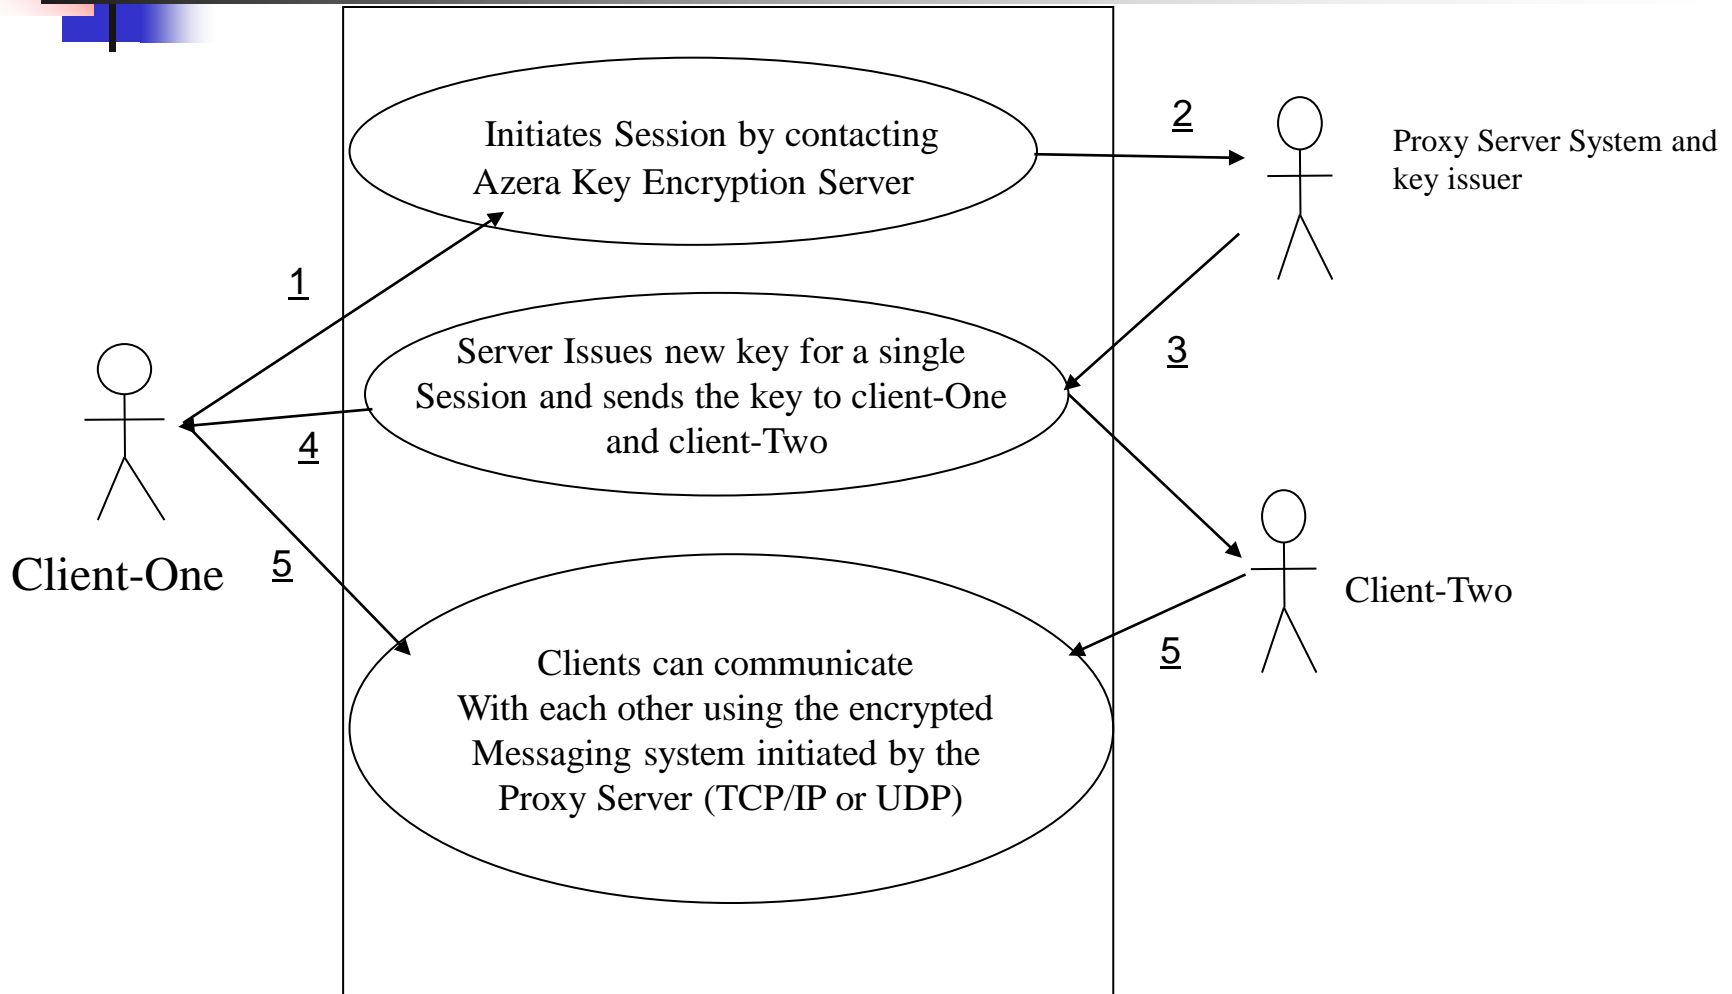 Initiates Session by contacting
Azera Key Encryption Server
2
Proxy Server System and
key issuer
1
Server Issues new key for a single
Session and sends the key to client-One
and client-Two
3
4
Client-One
5
Client-Two
Clients can communicate
With each other using the encrypted
Messaging system initiated by the
Proxy Server (TCP/IP or UDP)
5